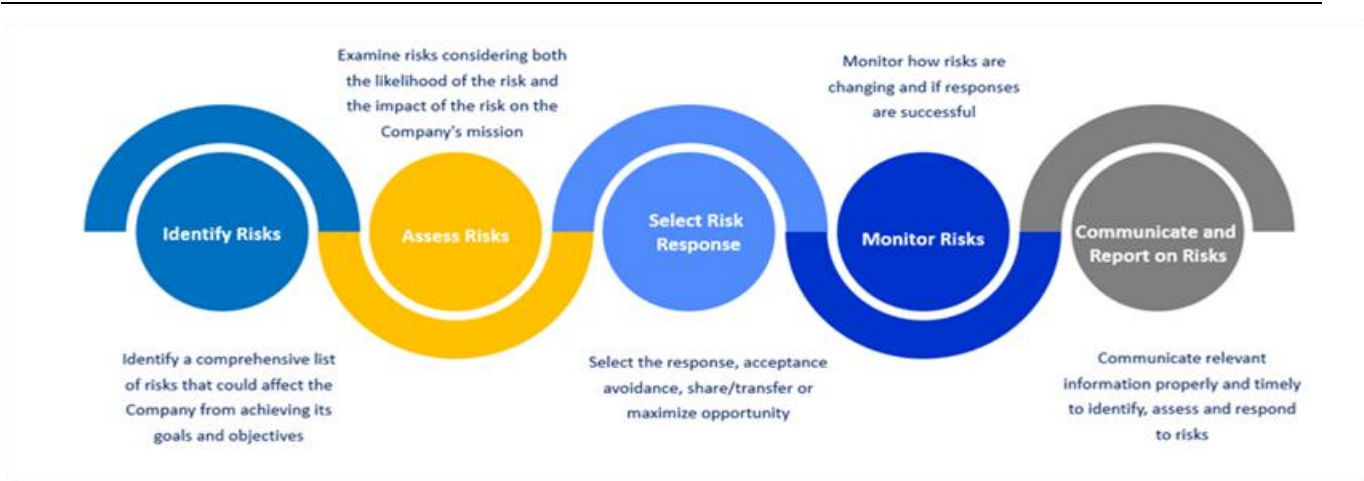 Examine risks considering both
the likelihood of the risk and
the impact of the risk on the
Company's mission
Monitor how risks are
changing and if responses
are successful
Identify Risks
Assess Risks
Select Risk
Response
Monitor Risks
Communicate and
Report on Risks
Identify a comprehensive list
of risks that could affect the
Company from achieving its
goals and objectives
Select the response, acceptance
avoidance, share/transfer or
maximize opportunity
Communicate relevant
information properly and timely
to identify, assess and respond
to risks